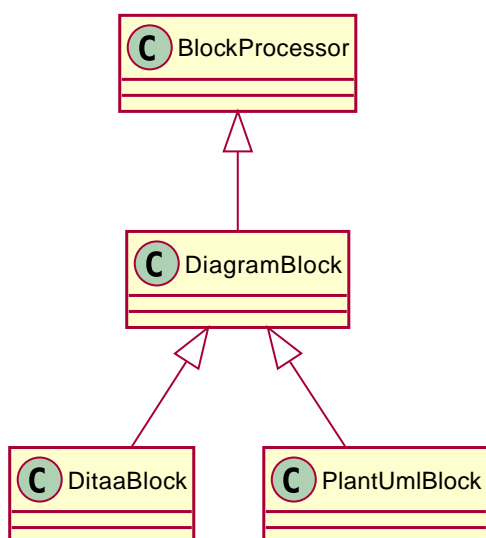 C BlockProcessor
C DiagramBlock
C DitaaBlock
C PlantUmlBlock